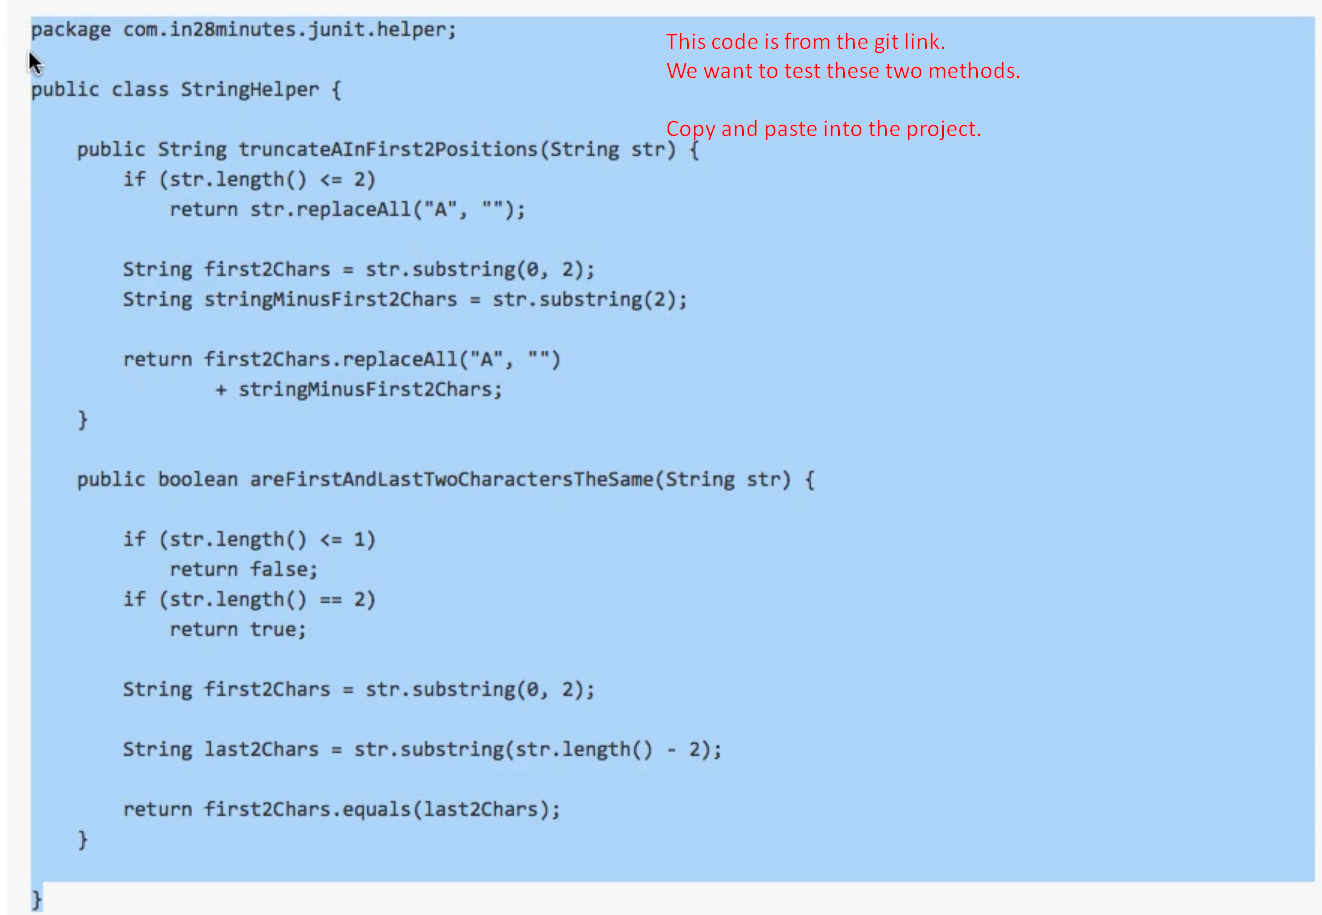 package com.in28minutes.junit.helper;
This code is from the git link.
We want to test these two methods.
public class StringHelper {
Copy and paste into the project.
public String truncateAInFirst2Positions(String str) {
if (str.length() <= 2)
return str.replaceAll("A", "");
String first2Chars = str.substring(0, 2);
String stringMinusFirst2Chars = str.substring(2);
return first2Chars.replaceAll("A", "")
+ stringMinusFirst2Chars;
}
public boolean areFirstAndLastTwoCharactersTheSame(String str) {
if (str.length() <= 1)
return false;
if (str.length() == 2)
return true;
String first2Chars = str.substring(0, 2);
String last2Chars = str.substring(str.length() - 2);
return first2Chars.equals(last2Chars);
}
}